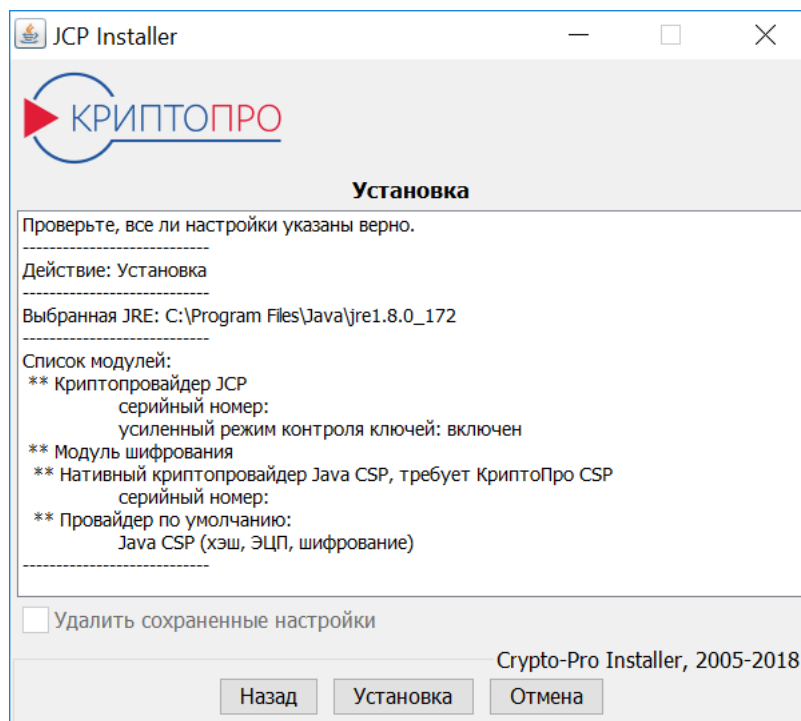 JCP Installer
КРИПТОПРО
Установка
Проверьте, все ли настройки указаны верно.
----------------------------
Действие: Установка
----------------------------
Выбранная JRE: C:\Program Files\Java\jre1.8.0_172
----------------------------
Список модулей:
** Криптопровайдер JCP
серийный номер:
усиленный режим контроля ключей: включен
** Модуль шифрования
** Нативный криптопровайдер Java CSP, требует КриптоПро CSP
серийный номер:
** Провайдер по умолчанию:
Java CSP (хэш, ЭЦП, шифрование)
----------------------------
Удалить сохраненные настройки
Crypto-Pro Installer, 2005-2018
Назад Установка Отмена